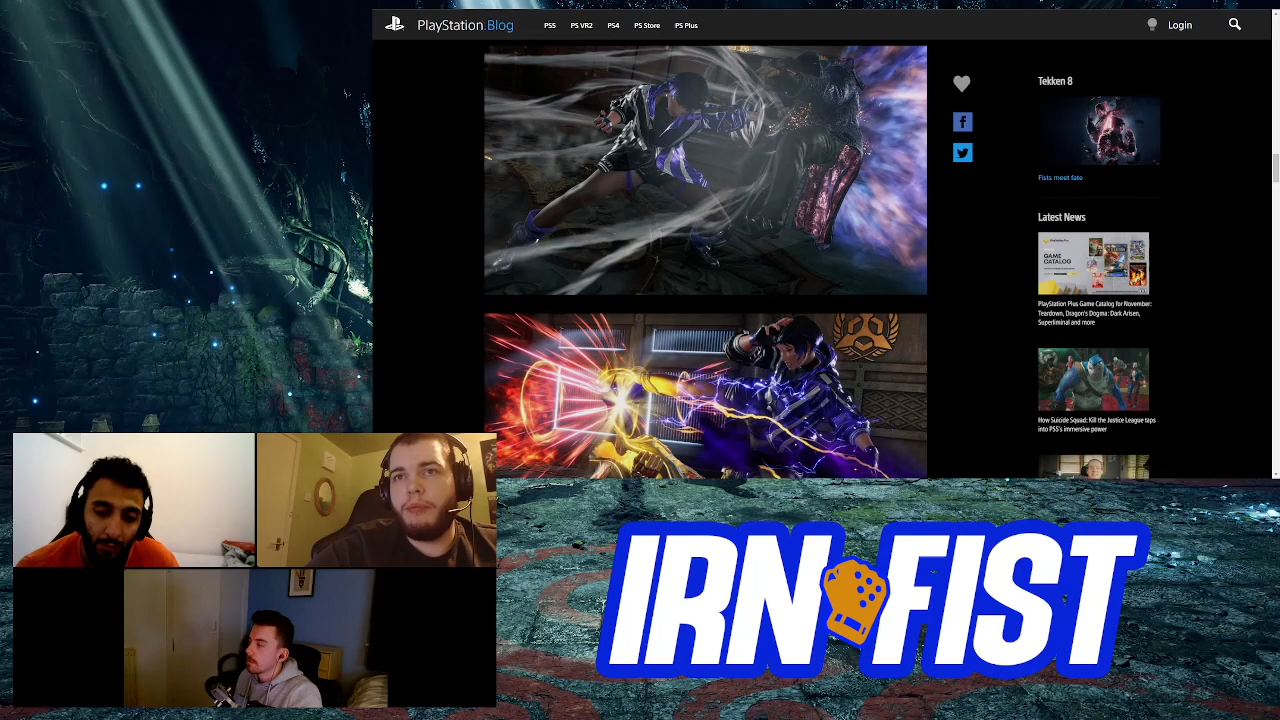 PlayStation.Blog
PS5 PS VR2 PS4 PS Store PS Plus
Login
Tekken 8
Fists meet fate
Latest News
GAME
CATALOG
PlayStation Plus Game Catalog for November:
Teardown, Dragon's Dogma: Dark Arisen,
Superliminal and more
How Suicide Squad: Kill the Justice League taps
into PS5's immersive power
IRN FIST